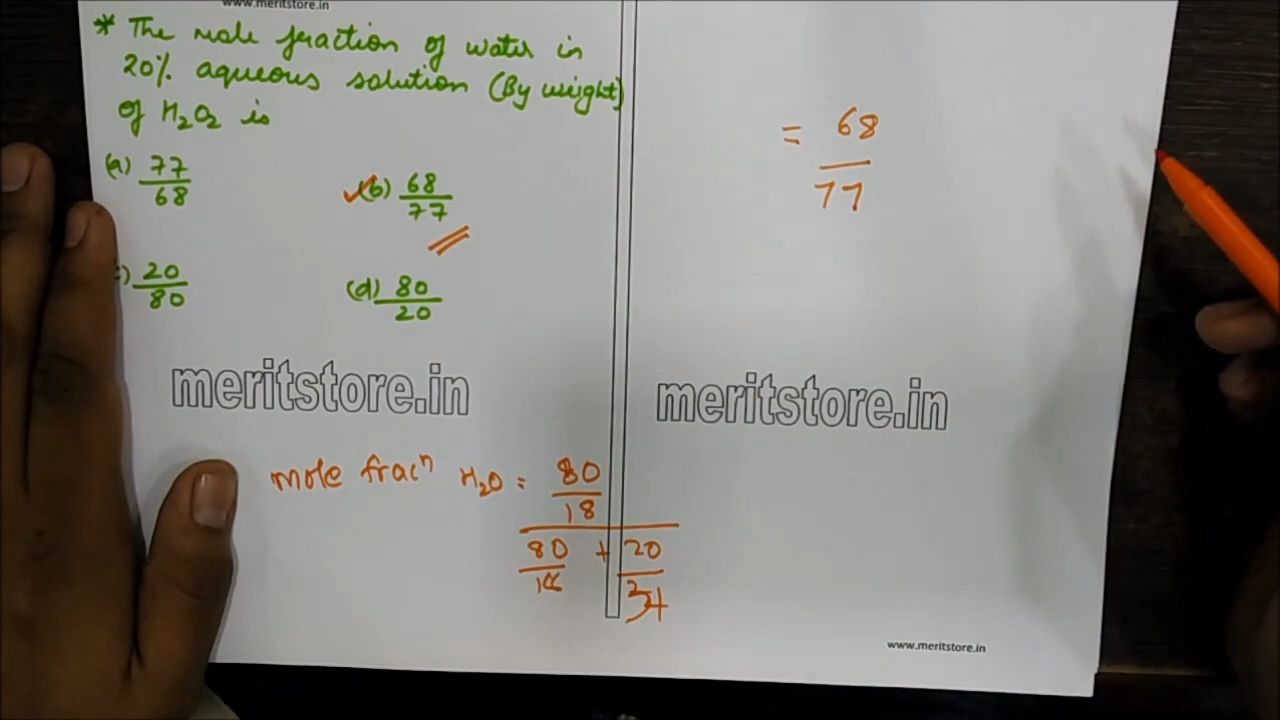 www.meritstore.in
* The mole fraction of water in
20% aqueous solution (By weight)
of H₂O₂ is
(a) 77/68
(b) 68/77
) 20/80
(d) 80/20
= 68/77
meritstore.in
meritstore.in
mole fracⁿ H₂O = 80/18
80/18 + 20/34
www.meritstore.in